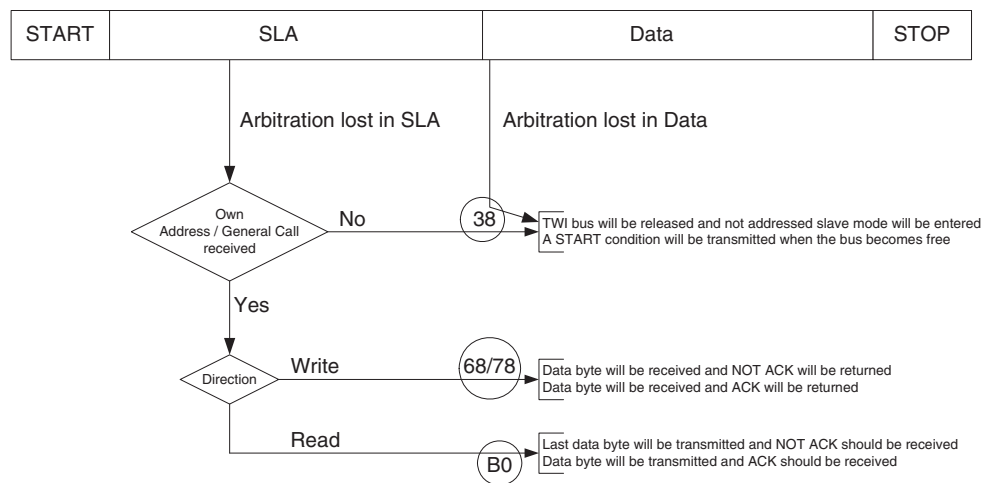 START SLA Data STOP
Arbitration lost in SLA Arbitration lost in Data
Own
Address / General Call
received
No
38
TWI bus will be released and not addressed slave mode will be entered
A START condition will be transmitted when the bus becomes free
Yes
Direction
Write
68/78
Data byte will be received and NOT ACK will be returned
Data byte will be received and ACK will be returned
Read
B0
Last data byte will be transmitted and NOT ACK should be received
Data byte will be transmitted and ACK should be received